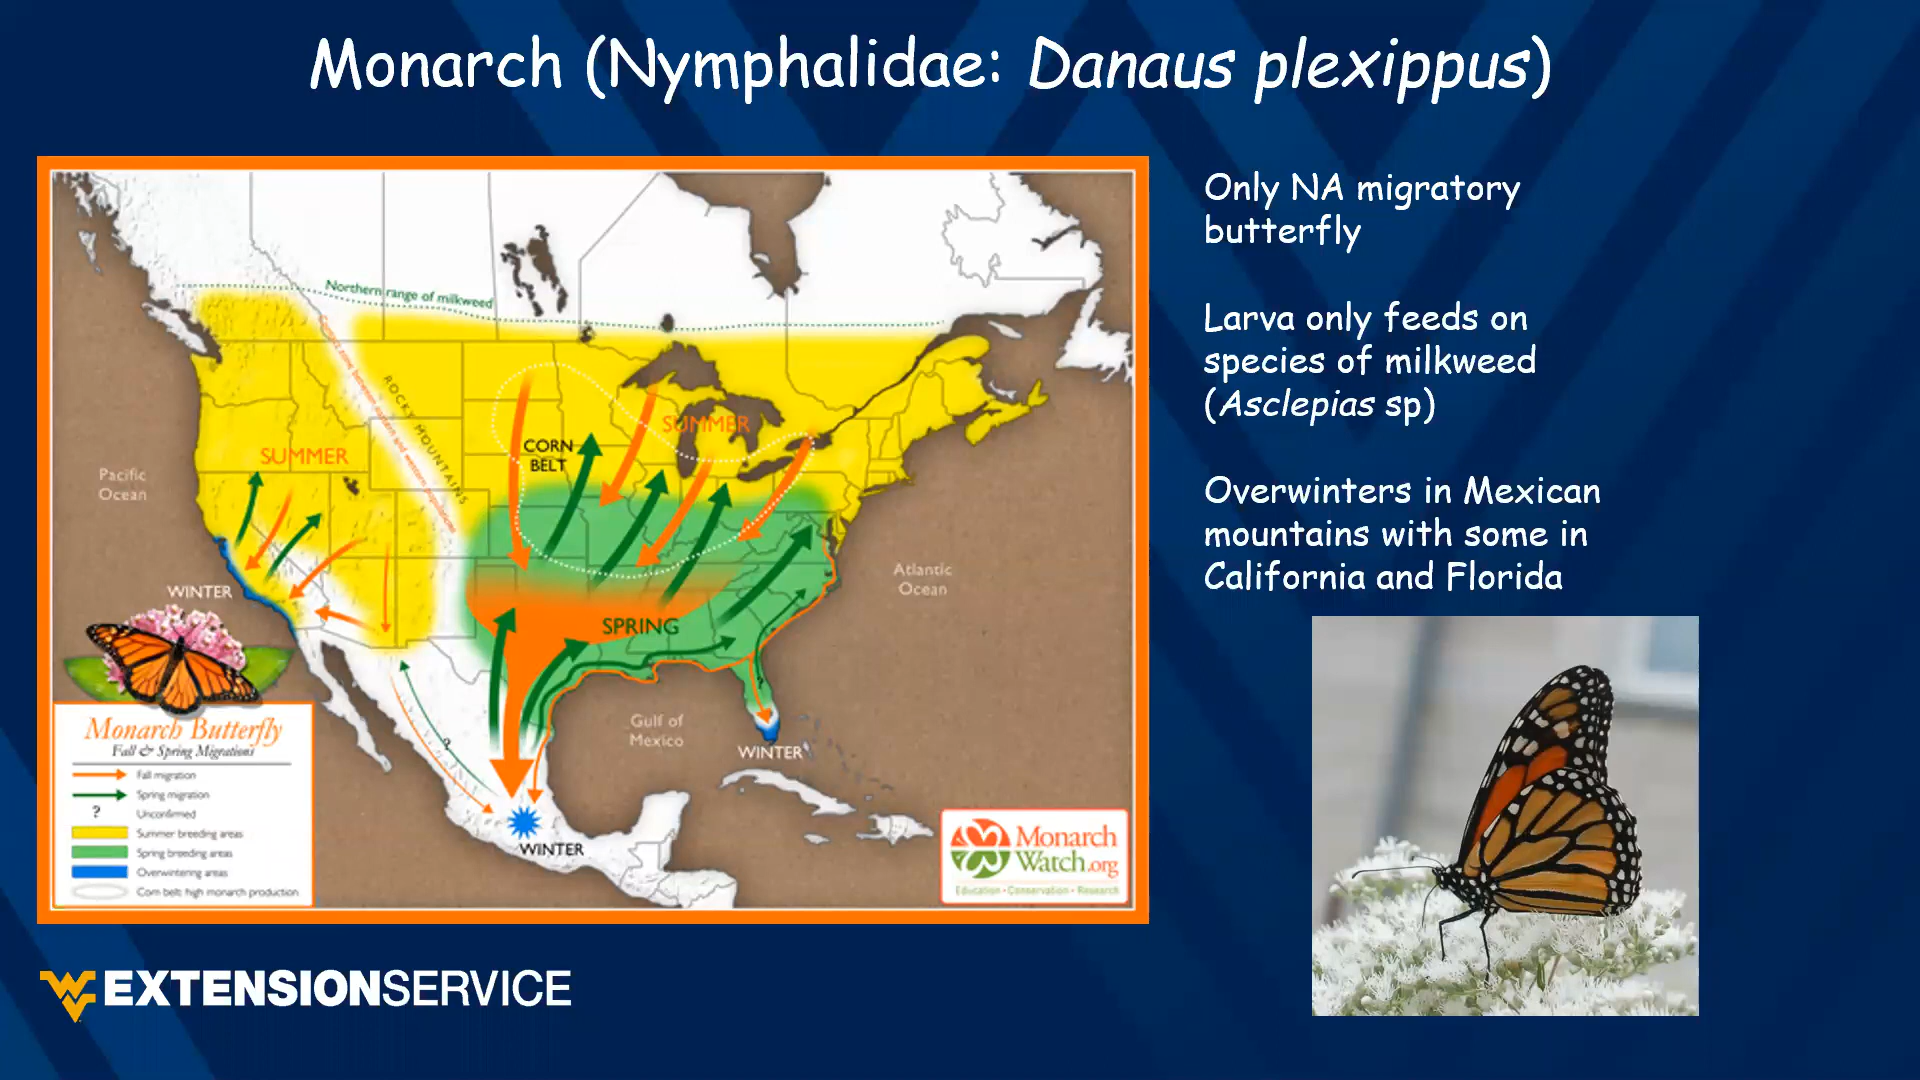 Monarch (Nymphalidae: Danaus plexippus)
Only NA migratory
butterfly
Larva only feeds on
species of milkweed
(Asclepias sp)
Overwinters in Mexican
mountains with some in
California and Florida
Northern range of milkweed
ROCKY MOUNTAINS
SUMMER
CORN
BELT
SUMMER
Pacific
Ocean
Atlantic
Ocean
WINTER
SPRING
?
?
Gulf of
Mexico
WINTER
WINTER
Monarch Butterfly
Fall & Spring Migrations
Fall migration
Spring migration
? Unconfirmed
Summer breeding areas
Spring breeding areas
Overwintering areas
Corn belt: high monarch production
Monarch
Watch.org
Education • Conservation • Research
WV EXTENSIONSERVICE